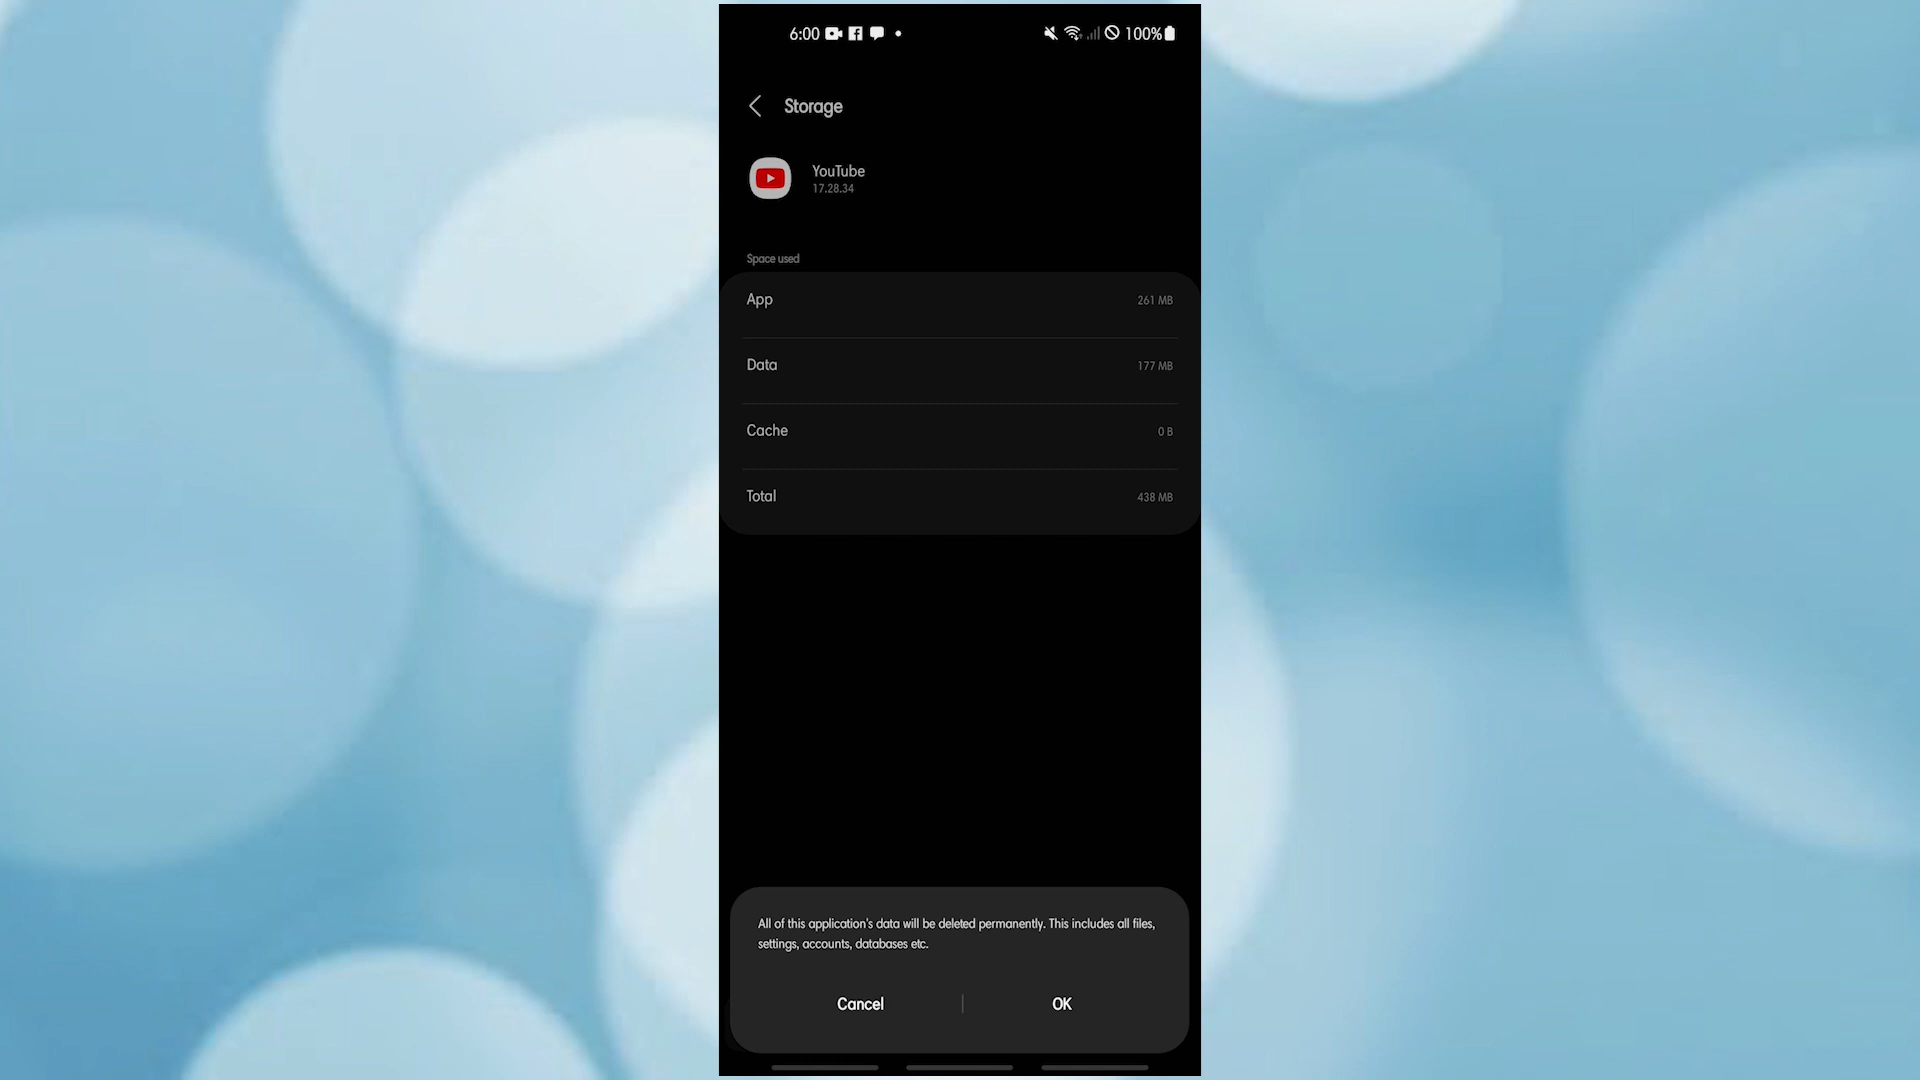 6:00 100%
Storage
YouTube
17.28.34
Space used
App 261 MB
Data 177 MB
Cache 0 B
Total 438 MB
All of this application's data will be deleted permanently. This includes all files,
settings, accounts, databases etc.
Cancel OK